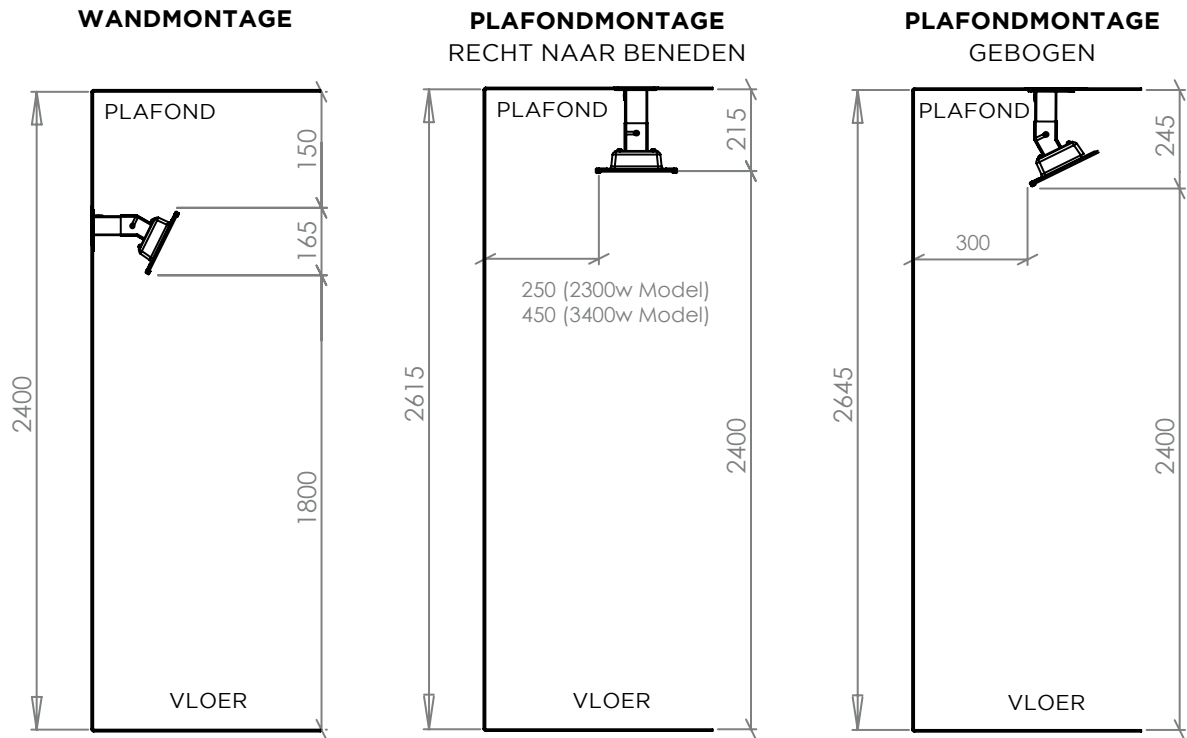 WANDMONTAGE
PLAFOND
150
165
2400
1800
VLOER
PLAFONDMONTAGE
RECHT NAAR BENEDEN
PLAFOND
215
250 (2300w Model)
450 (3400w Model)
2615
2400
VLOER
PLAFONDMONTAGE
GEBOGEN
PLAFOND
245
300
2645
2400
VLOER